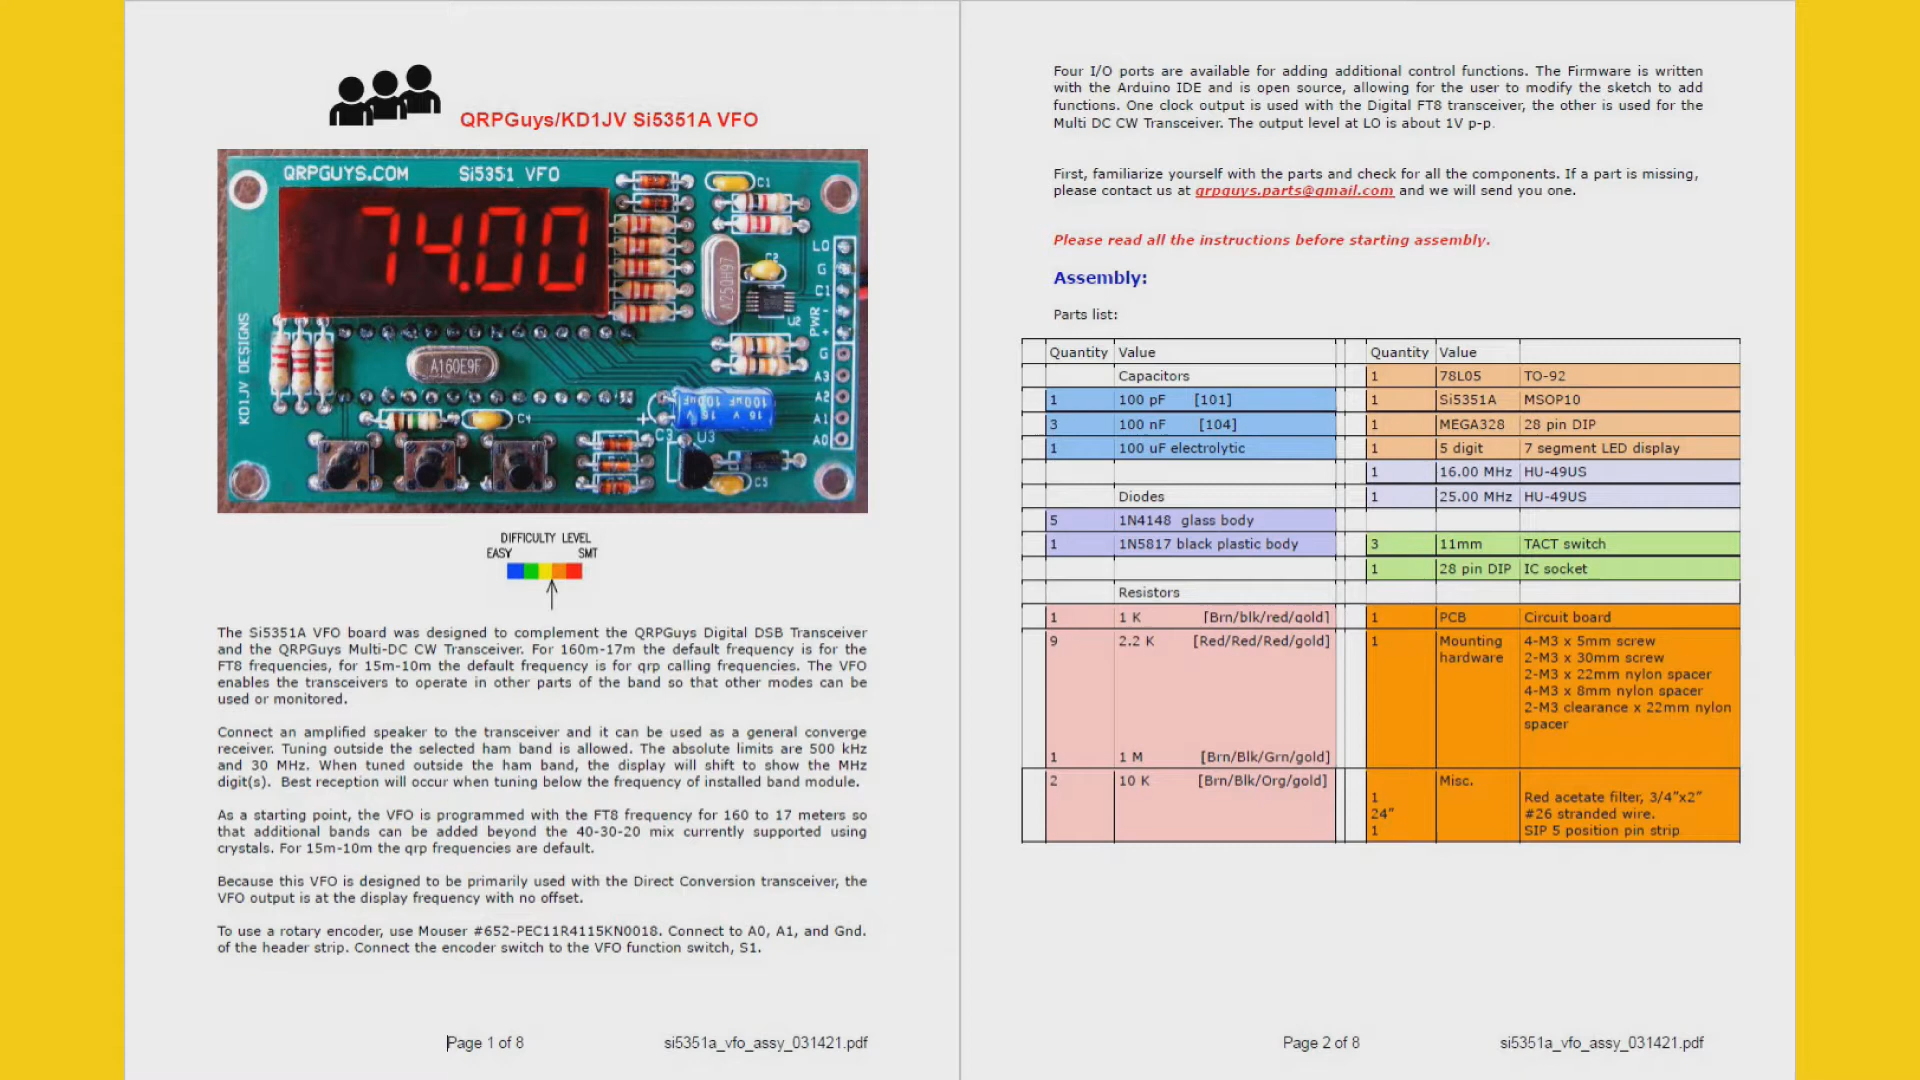 QRPGuys/KD1JV Si5351A VFO
QRPGUYS.COM Si5351 VFO
74.00
C1
C2
LO
G
C1
-
+
PWR
G
A3
A2
A1
A0
A250H97
U2
KD1JV DESIGNS
A160E9F
C4
+
C3
U3
100uF
16 V
C5
DIFFICULTY LEVEL
EASY SMT
The Si5351A VFO board was designed to complement the QRPGuys Digital DSB Transceiver
and the QRPGuys Multi-DC CW Transceiver. For 160m-17m the default frequency is for the
FT8 frequencies, for 15m-10m the default frequency is for qrp calling frequencies. The VFO
enables the transceivers to operate in other parts of the band so that other modes can be
used or monitored.
Connect an amplified speaker to the transceiver and it can be used as a general converge
receiver. Tuning outside the selected ham band is allowed. The absolute limits are 500 kHz
and 30 MHz. When tuned outside the ham band, the display will shift to show the MHz
digit(s). Best reception will occur when tuning below the frequency of installed band module.
As a starting point, the VFO is programmed with the FT8 frequency for 160 to 17 meters so
that additional bands can be added beyond the 40-30-20 mix currently supported using
crystals. For 15m-10m the qrp frequencies are default.
Because this VFO is designed to be primarily used with the Direct Conversion transceiver, the
VFO output is at the display frequency with no offset.
To use a rotary encoder, use Mouser #652-PEC11R4115KN0018. Connect to A0, A1, and Gnd.
of the header strip. Connect the encoder switch to the VFO function switch, S1.
Page 1 of 8 si5351a_vfo_assy_031421.pdf
Four I/O ports are available for adding additional control functions. The Firmware is written
with the Arduino IDE and is open source, allowing for the user to modify the sketch to add
functions. One clock output is used with the Digital FT8 transceiver, the other is used for the
Multi DC CW Transceiver. The output level at LO is about 1V p-p.
First, familiarize yourself with the parts and check for all the components. If a part is missing,
please contact us at qrpguys.parts@gmail.com and we will send you one.
Please read all the instructions before starting assembly.
Assembly:
Parts list:
Quantity Value Quantity Value
Capacitors 1 78L05 TO-92
1 100 pF [101] 1 Si5351A MSOP10
3 100 nF [104] 1 MEGA328 28 pin DIP
1 100 uF electrolytic 1 5 digit 7 segment LED display
1 16.00 MHz HU-49US
Diodes 1 25.00 MHz HU-49US
5 1N4148 glass body
1 1N5817 black plastic body 3 11mm TACT switch
1 28 pin DIP IC socket
Resistors
1 1 K [Brn/blk/red/gold] 1 PCB Circuit board
9 2.2 K [Red/Red/Red/gold] 1 Mounting 4-M3 x 5mm screw
hardware 2-M3 x 30mm screw
2-M3 x 22mm nylon spacer
4-M3 x 8mm nylon spacer
2-M3 clearance x 22mm nylon
spacer
1 1 M [Brn/Blk/Grn/gold]
2 10 K [Brn/Blk/Org/gold] Misc.
1 Red acetate filter, 3/4”x2”
24” #26 stranded wire.
1 SIP 5 position pin strip
Page 2 of 8 si5351a_vfo_assy_031421.pdf